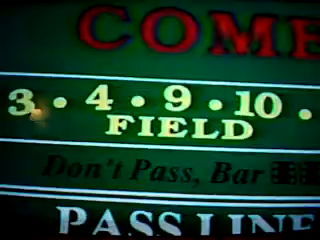 COME
3 • 4 • 9 • 10 •
FIELD
Don't Pass, Bar
PASS LINE